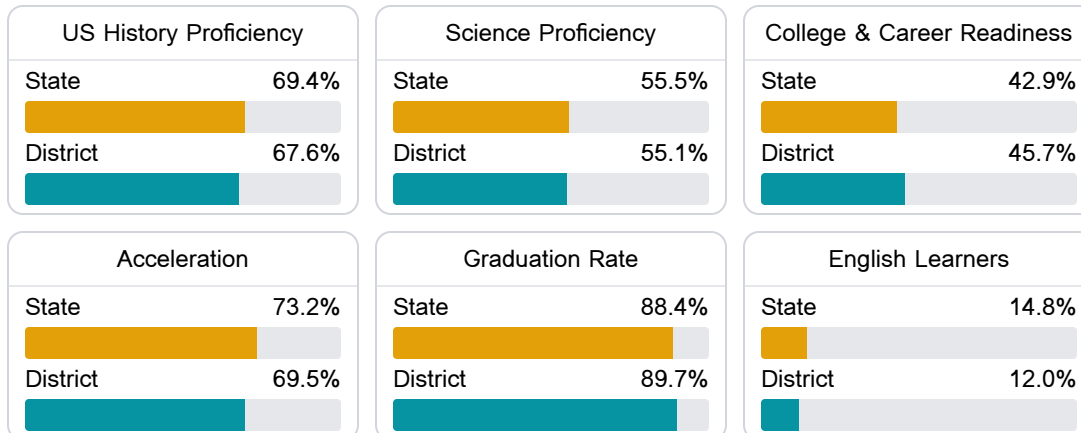 US History Proficiency
State 69.4%
District 67.6%
Science Proficiency
State 55.5%
District 55.1%
College & Career Readiness
State 42.9%
District 45.7%
Acceleration
State 73.2%
District 69.5%
Graduation Rate
State 88.4%
District 89.7%
English Learners
State 14.8%
District 12.0%